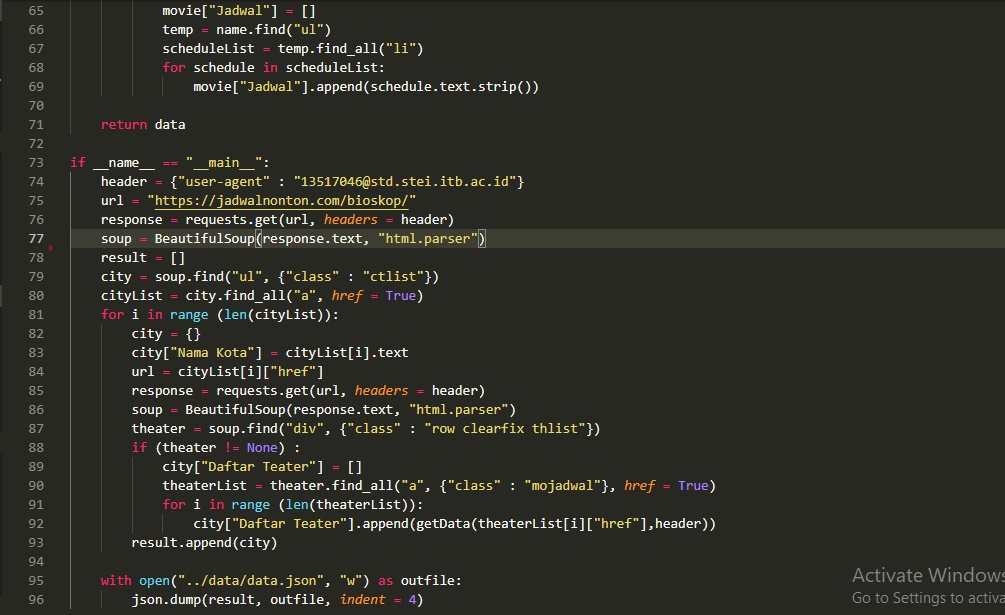 65 movie["Jadwal"] = []
66 temp = name.find("ul")
67 scheduleList = temp.find_all("li")
68 for schedule in scheduleList:
69 movie["Jadwal"].append(schedule.text.strip())
70
71 return data
72
73 if __name__ == "__main__":
74 header = {"user-agent" : "13517046@std.stei.itb.ac.id"}
75 url = "https://jadwalnonton.com/bioskop/"
76 response = requests.get(url, headers = header)
77 soup = BeautifulSoup(response.text, "html.parser")
78 result = []
79 city = soup.find("ul", {"class" : "ctlist"})
80 cityList = city.find_all("a", href = True)
81 for i in range (len(cityList)):
82 city = {}
83 city["Nama Kota"] = cityList[i].text
84 url = cityList[i]["href"]
85 response = requests.get(url, headers = header)
86 soup = BeautifulSoup(response.text, "html.parser")
87 theater = soup.find("div", {"class" : "row clearfix thlist"})
88 if (theater != None) :
89 city["Daftar Teater"] = []
90 theaterList = theater.find_all("a", {"class" : "mojadwal"}, href = True)
91 for i in range (len(theaterList)):
92 city["Daftar Teater"].append(getData(theaterList[i]["href"],header))
93 result.append(city)
94
95 with open("../data/data.json", "w") as outfile:
96 json.dump(result, outfile, indent = 4)
Activate Windows
Go to Settings to activa